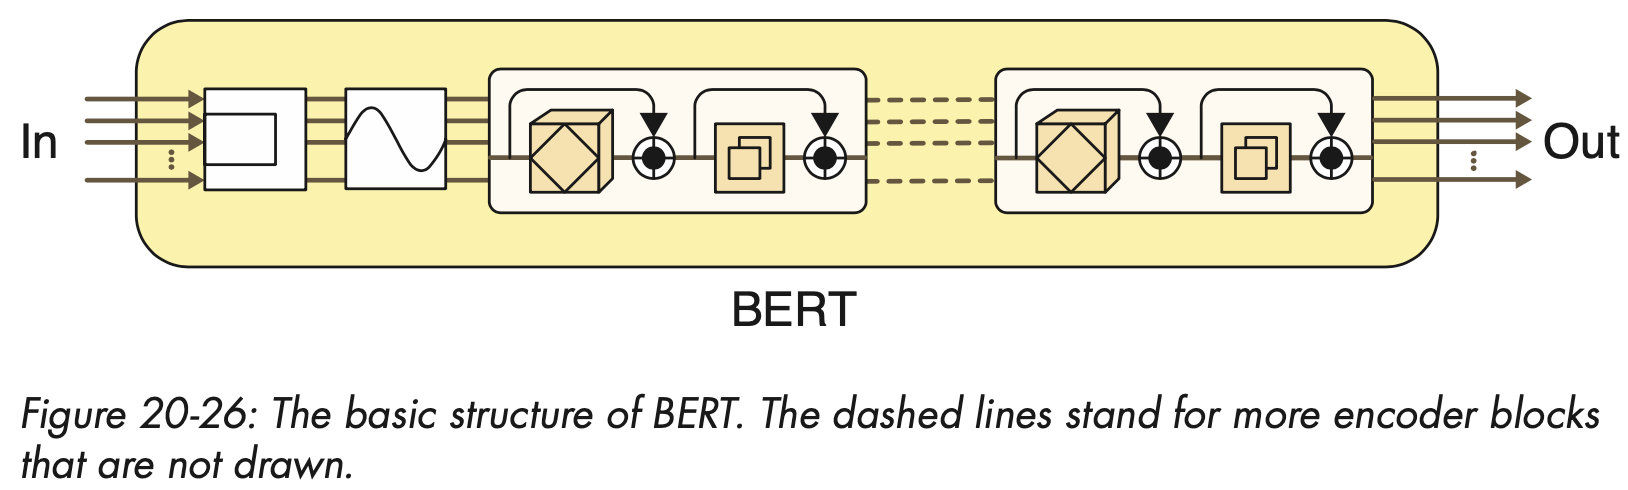 In
Out
BERT
Figure 20-26: The basic structure of BERT. The dashed lines stand for more encoder blocks
that are not drawn.